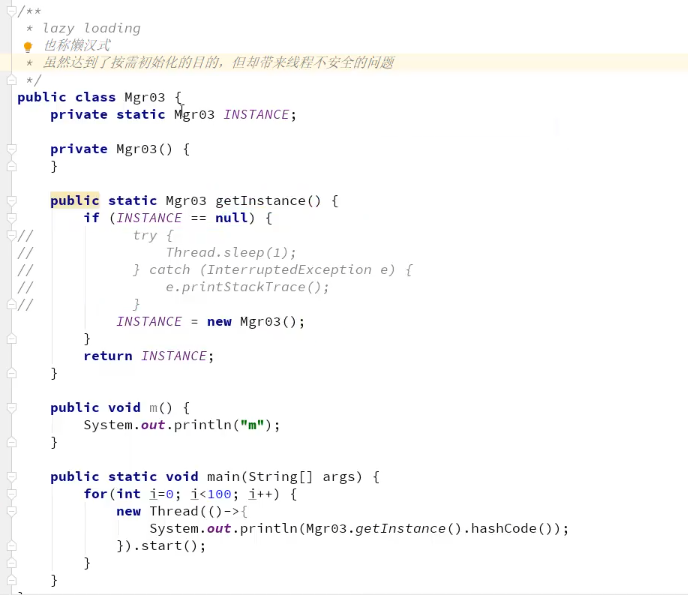 /**
 * lazy loading
 * 也称懒汉式
 * 虽然达到了按需初始化的目的，但却带来线程不安全的问题
 */
public class Mgr03 {
    private static Mgr03 INSTANCE;

    private Mgr03() {
    }

    public static Mgr03 getInstance() {
        if (INSTANCE == null) {
//            try {
//                Thread.sleep(1);
//            } catch (InterruptedException e) {
//                e.printStackTrace();
//            }
            INSTANCE = new Mgr03();
        }
        return INSTANCE;
    }

    public void m() {
        System.out.println("m");
    }

    public static void main(String[] args) {
        for(int i=0; i<100; i++) {
            new Thread(()->{
                System.out.println(Mgr03.getInstance().hashCode());
            }).start();
        }
    }